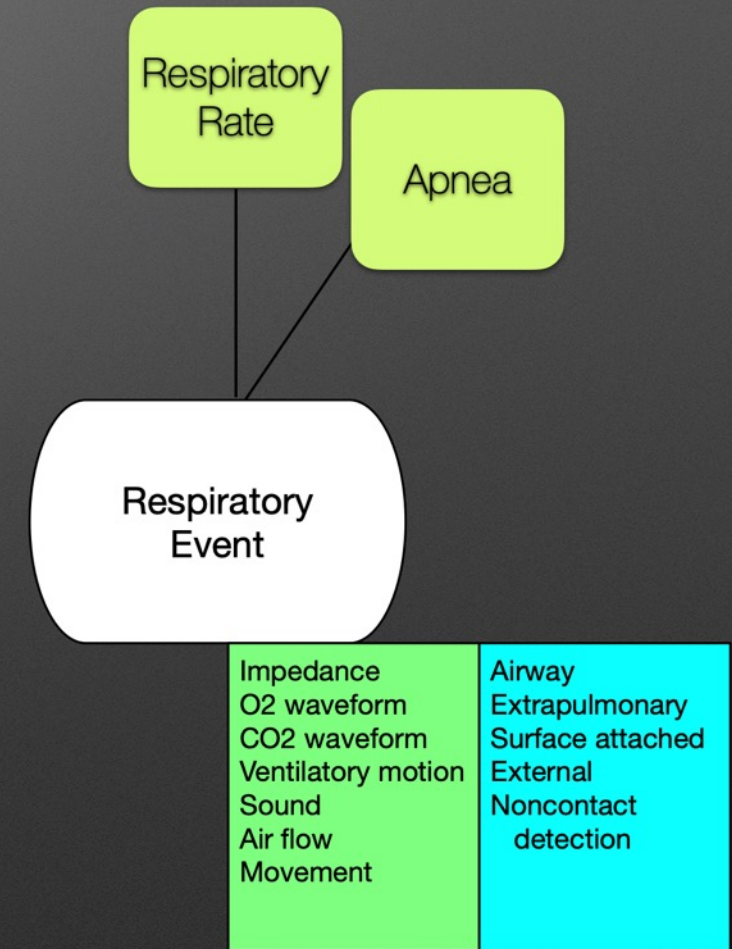 Respiratory
Rate
Apnea
Respiratory
Event
Impedance
O2 waveform
CO2 waveform
Ventilatory motion
Sound
Air flow
Movement
Airway
Extrapulmonary
Surface attached
External
Noncontact
detection